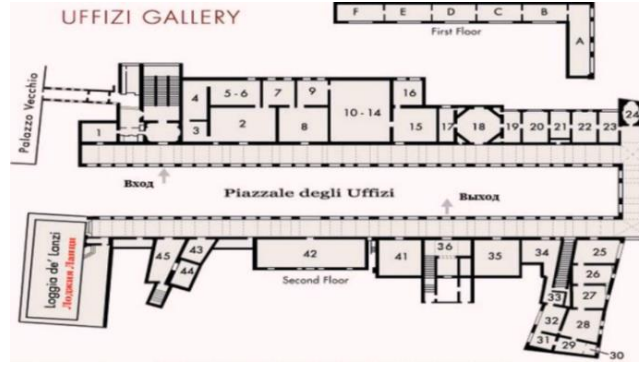 UFFIZI GALLERY
F E D C B
First Floor
A
Palazzo Vecchio
4 5 - 6 7 9 16
10 - 14
1 3 2 8 15 17 18 19 20 21 22 23 24
Вход
Piazzale degli Uffizi
Выход
Loggia de' Lanzi
Лоджия Ланци
45 43 42 41 36 35 34 25
44
Second Floor
26
33 27
32 28
31 29 30